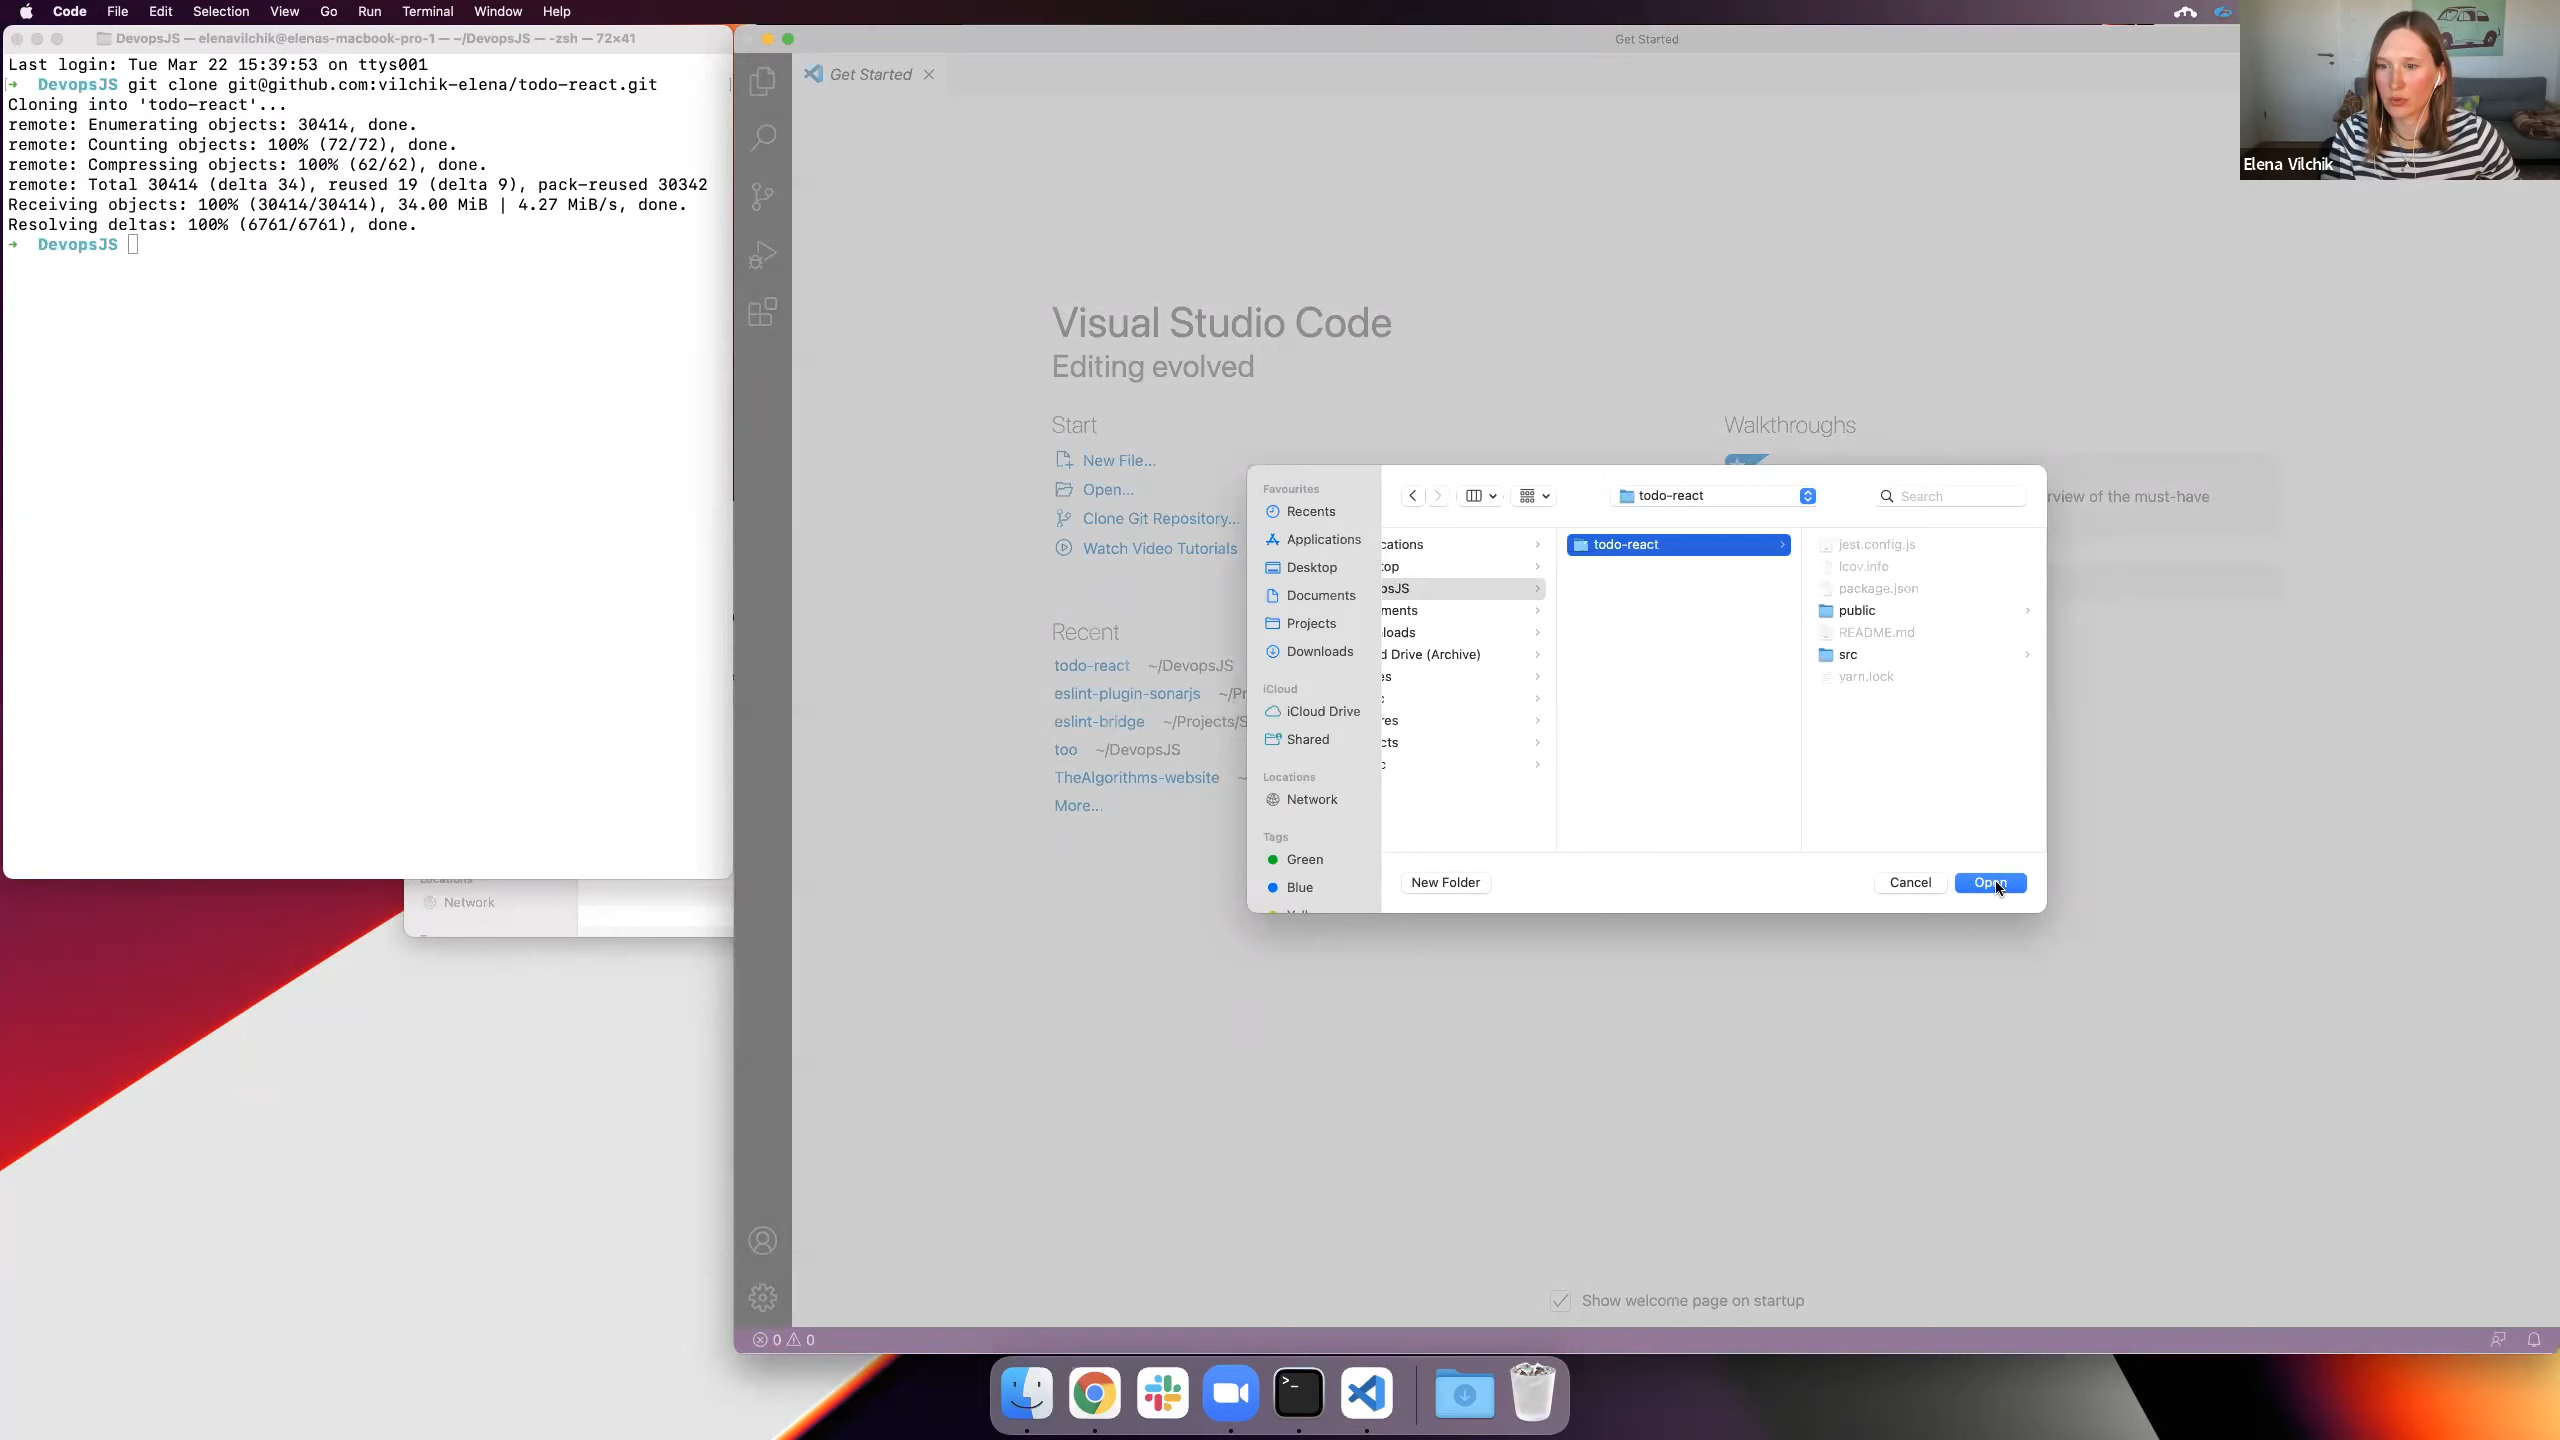 Code File Edit Selection View Go Run Terminal Window Help
DevopsJS — elenavilchik@elenas-macbook-pro-1 — ~/DevopsJS — -zsh — 72×41
Last login: Tue Mar 22 15:39:53 on ttys001
➜ DevopsJS git clone git@github.com:vilchik-elena/todo-react.git
Cloning into 'todo-react'...
remote: Enumerating objects: 30414, done.
remote: Counting objects: 100% (72/72), done.
remote: Compressing objects: 100% (62/62), done.
remote: Total 30414 (delta 34), reused 19 (delta 9), pack-reused 30342
Receiving objects: 100% (30414/30414), 34.00 MiB | 4.27 MiB/s, done.
Resolving deltas: 100% (6761/6761), done.
➜ DevopsJS
Locations
Network
Get Started
Get Started
Visual Studio Code
Editing evolved
Start
New File...
Open...
Clone Git Repository...
Watch Video Tutorials
Recent
todo-react ~/DevopsJS
eslint-plugin-sonarjs ~/Pr
eslint-bridge ~/Projects/S
too ~/DevopsJS
TheAlgorithms-website ~
More...
Walkthroughs
rview of the must-have
Favourites
Recents
Applications
Desktop
Documents
Projects
Downloads
iCloud
iCloud Drive
Shared
Locations
Network
Tags
Green
Blue
todo-react
Search
cations
top
psJS
ments
loads
d Drive (Archive)
es
c
res
cts
c
todo-react
jest.config.js
lcov.info
package.json
public
README.md
src
yarn.lock
New Folder
Cancel
Open
Show welcome page on startup
0 0
Elena Vilchik